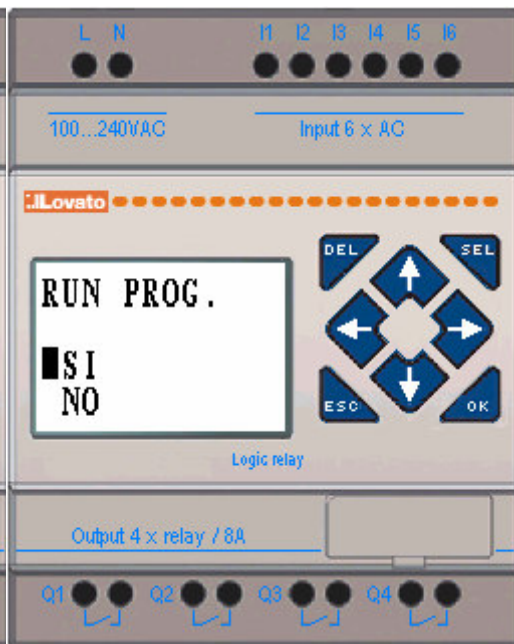 L N I1 I2 I3 I4 I5 I6
100...240VAC Input 6 x AC
Lovato
DEL SEL
RUN PROG.
SI
NO
ESC OK
Logic relay
Output 4 x relay / 8A
Q1 Q2 Q3 Q4